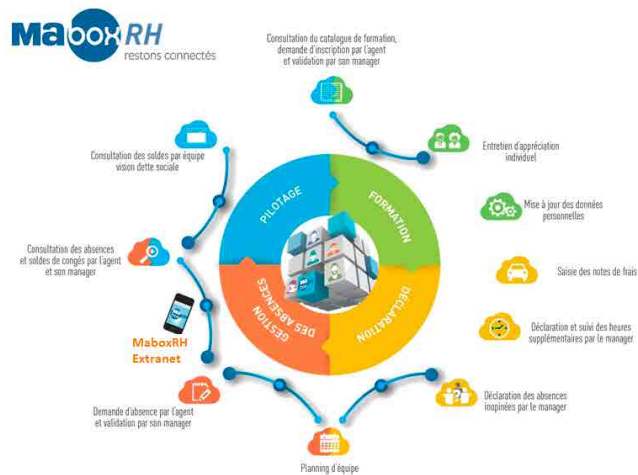 MaboxRH
restons connectés
Consultation du catalogue de formation,
demande d'inscription par l'agent
et validation par son manager
Entretien d'appréciation
individuel
Consultation des soldes par équipe
vision dette sociale
PILOTAGE
FORMATION
Mise à jour des données
personnelles
Consultation des absences
et soldes de congés par l'agent
et son manager
Saisie des notes de frais
GESTION
DES ABSENCES
DÉCLARATION
MaboxRH
Extranet
Déclaration et suivi des heures
supplémentaires par le manager
Demande d'absence par l'agent
et validation par son manager
Déclaration des absences
inopinées par le manager
Planning d'équipe